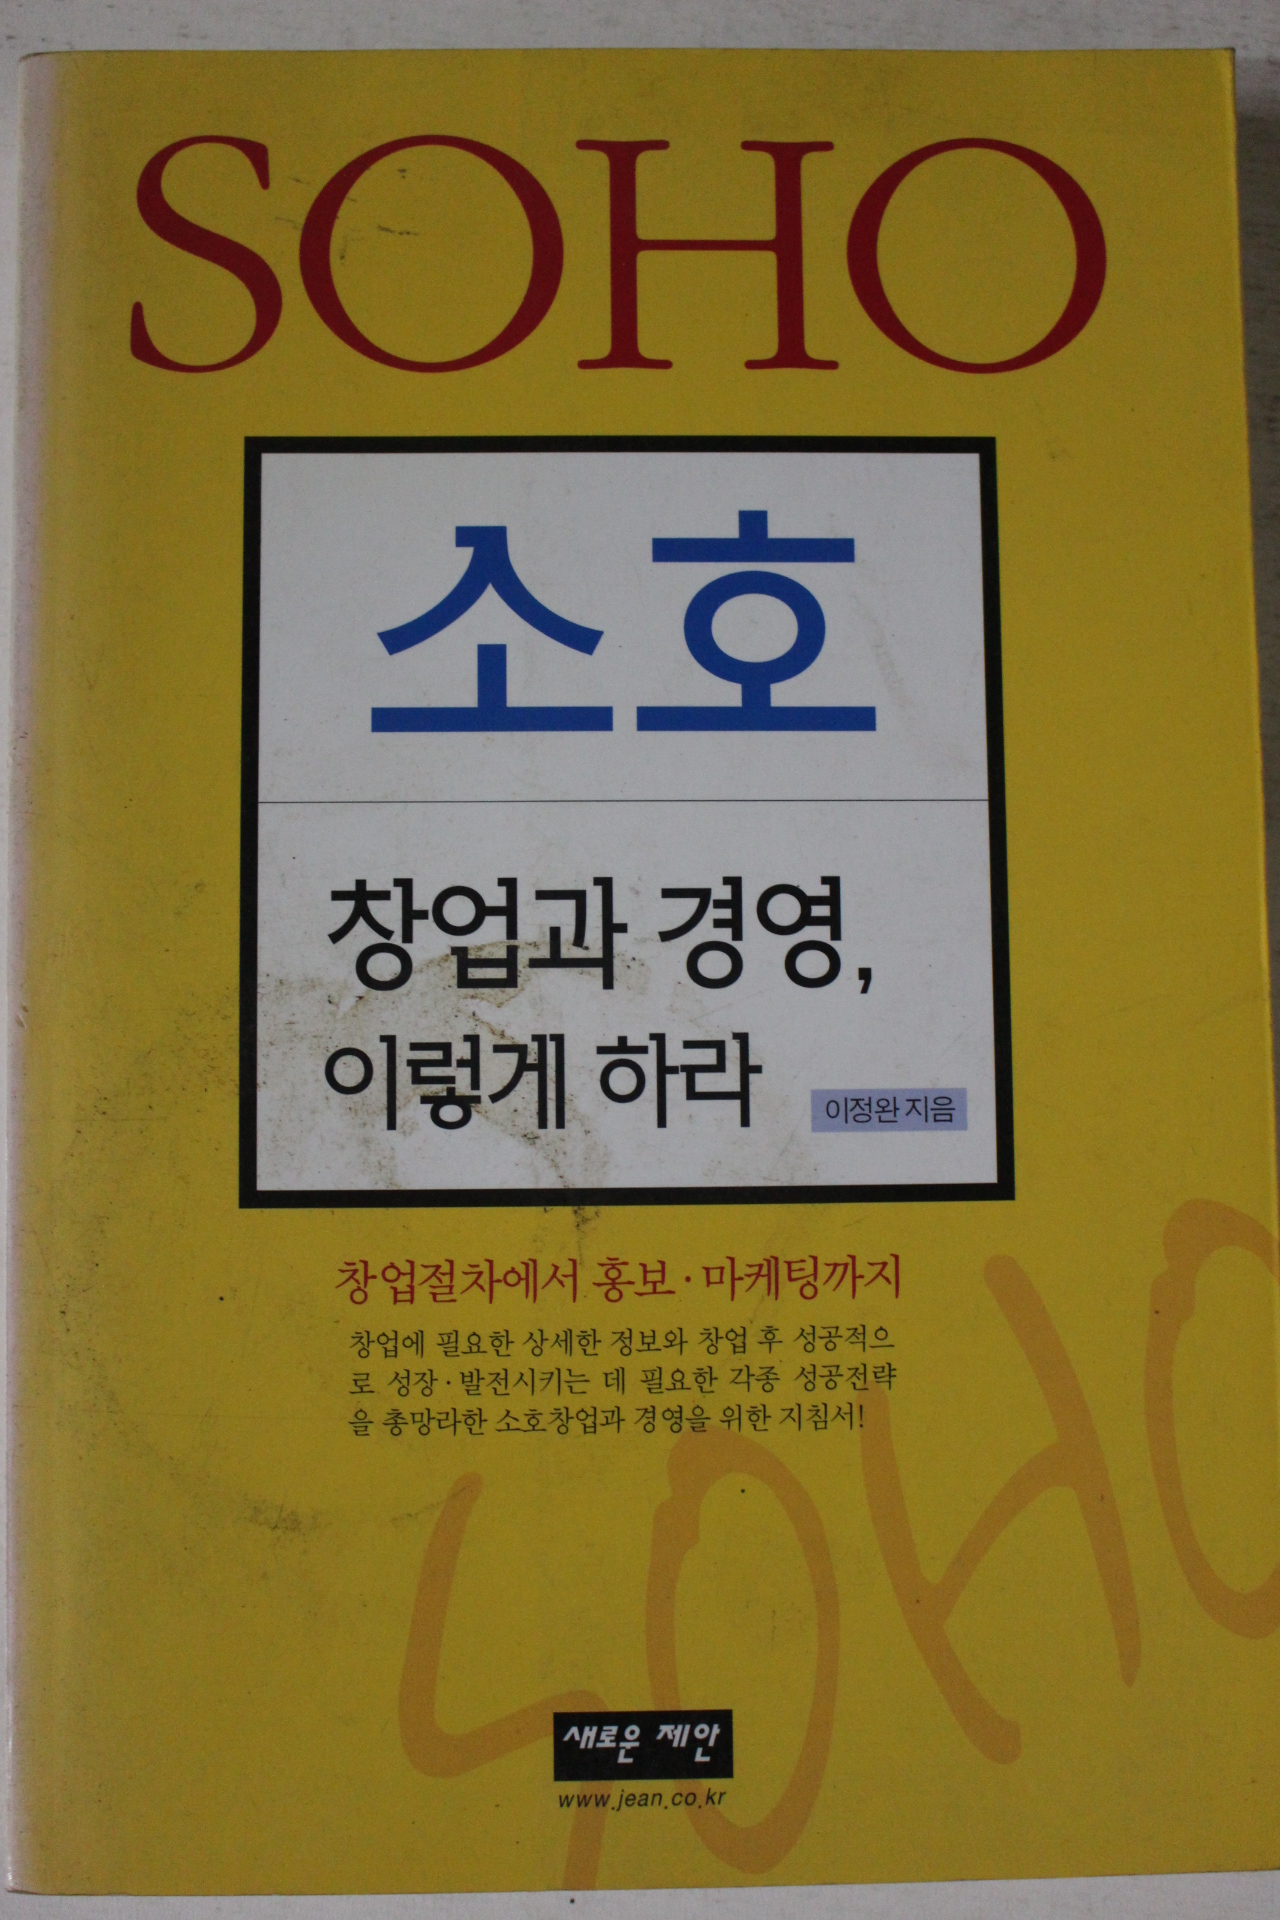 SOHO
소호
창업과 경영,
이렇게 하라
이정완 지음
창업절차에서 홍보·마케팅까지
창업에 필요한 상세한 정보와 창업 후 성공적으
로 성장·발전시키는 데 필요한 각종 성공전략
을 총망라한 소호창업과 경영을 위한 지침서!
SOHO
새로운 제안
www.jean.co.kr